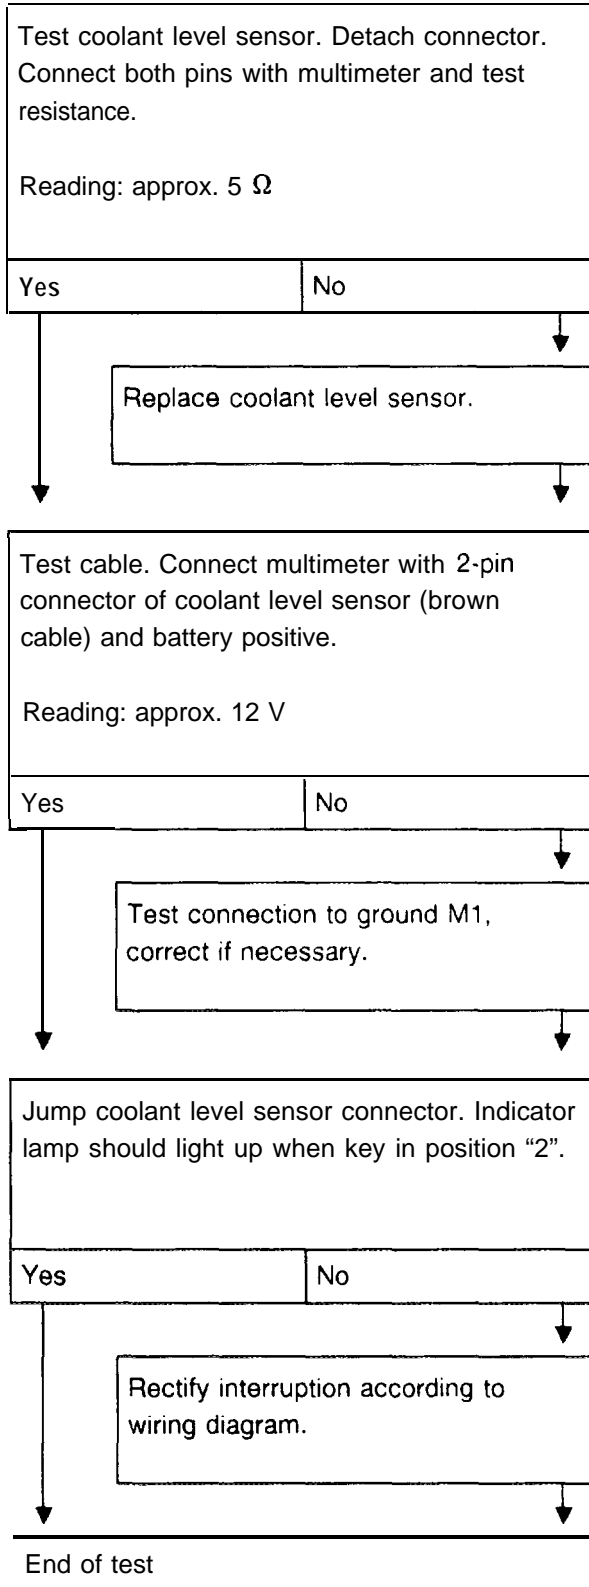 Test coolant level sensor. Detach connector.
Connect both pins with multimeter and test
resistance.
Reading: approx. 5 Ω
Yes
No
Replace coolant level sensor.
Test cable. Connect multimeter with 2-pin
connector of coolant level sensor (brown
cable) and battery positive.
Reading: approx. 12 V
Yes
No
Test connection to ground M1,
correct if necessary.
Jump coolant level sensor connector. Indicator
lamp should light up when key in position “2”.
Yes
No
Rectify interruption according to
wiring diagram.
End of test